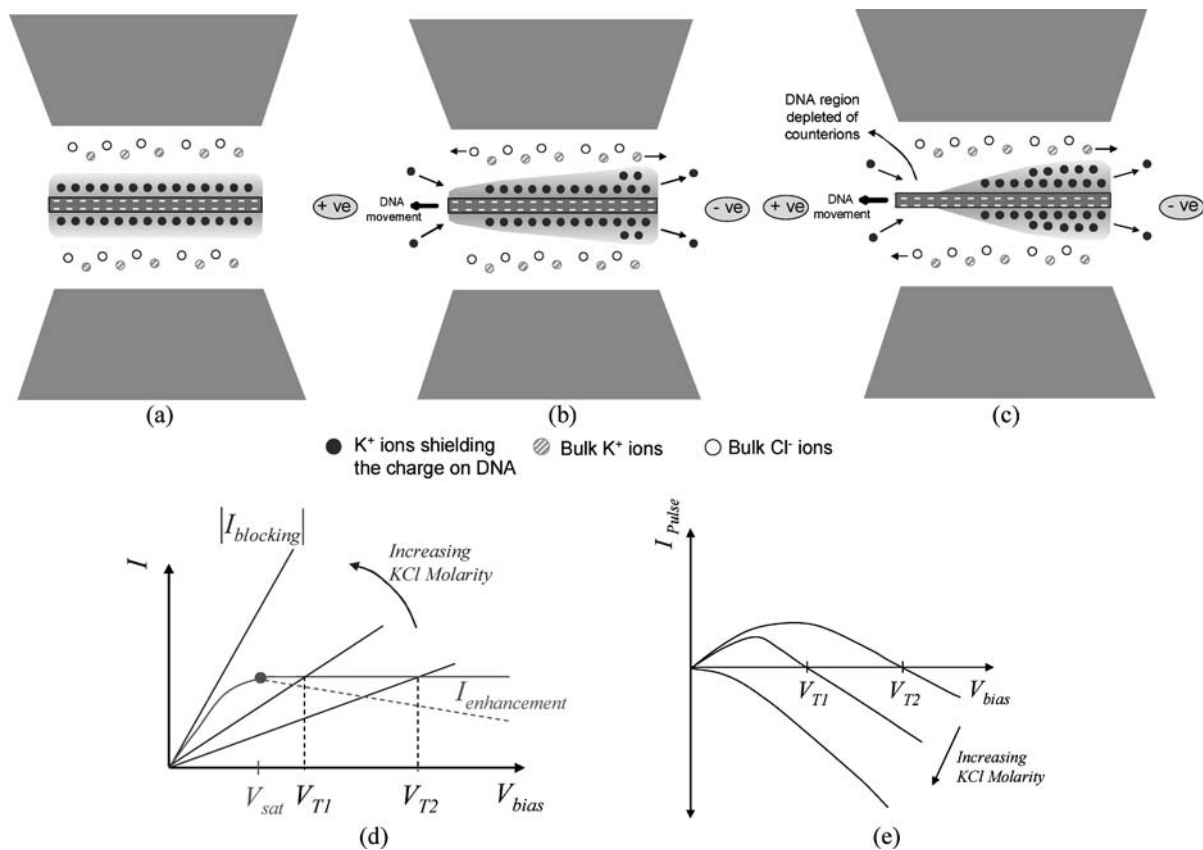 DNA region
depleted of
counterions
+ ve
DNA
movement
- ve
+ ve
DNA
movement
- ve
(a)
(b)
(c)
K+ ions shielding
the charge on DNA
Bulk K+ ions
Bulk Cl- ions
|I_blocking|
I
Increasing
KCl Molarity
I_enhancement
V_sat
V_T1
V_T2
V_bias
(d)
I_Pulse
V_T1
V_T2
V_bias
Increasing
KCl Molarity
(e)